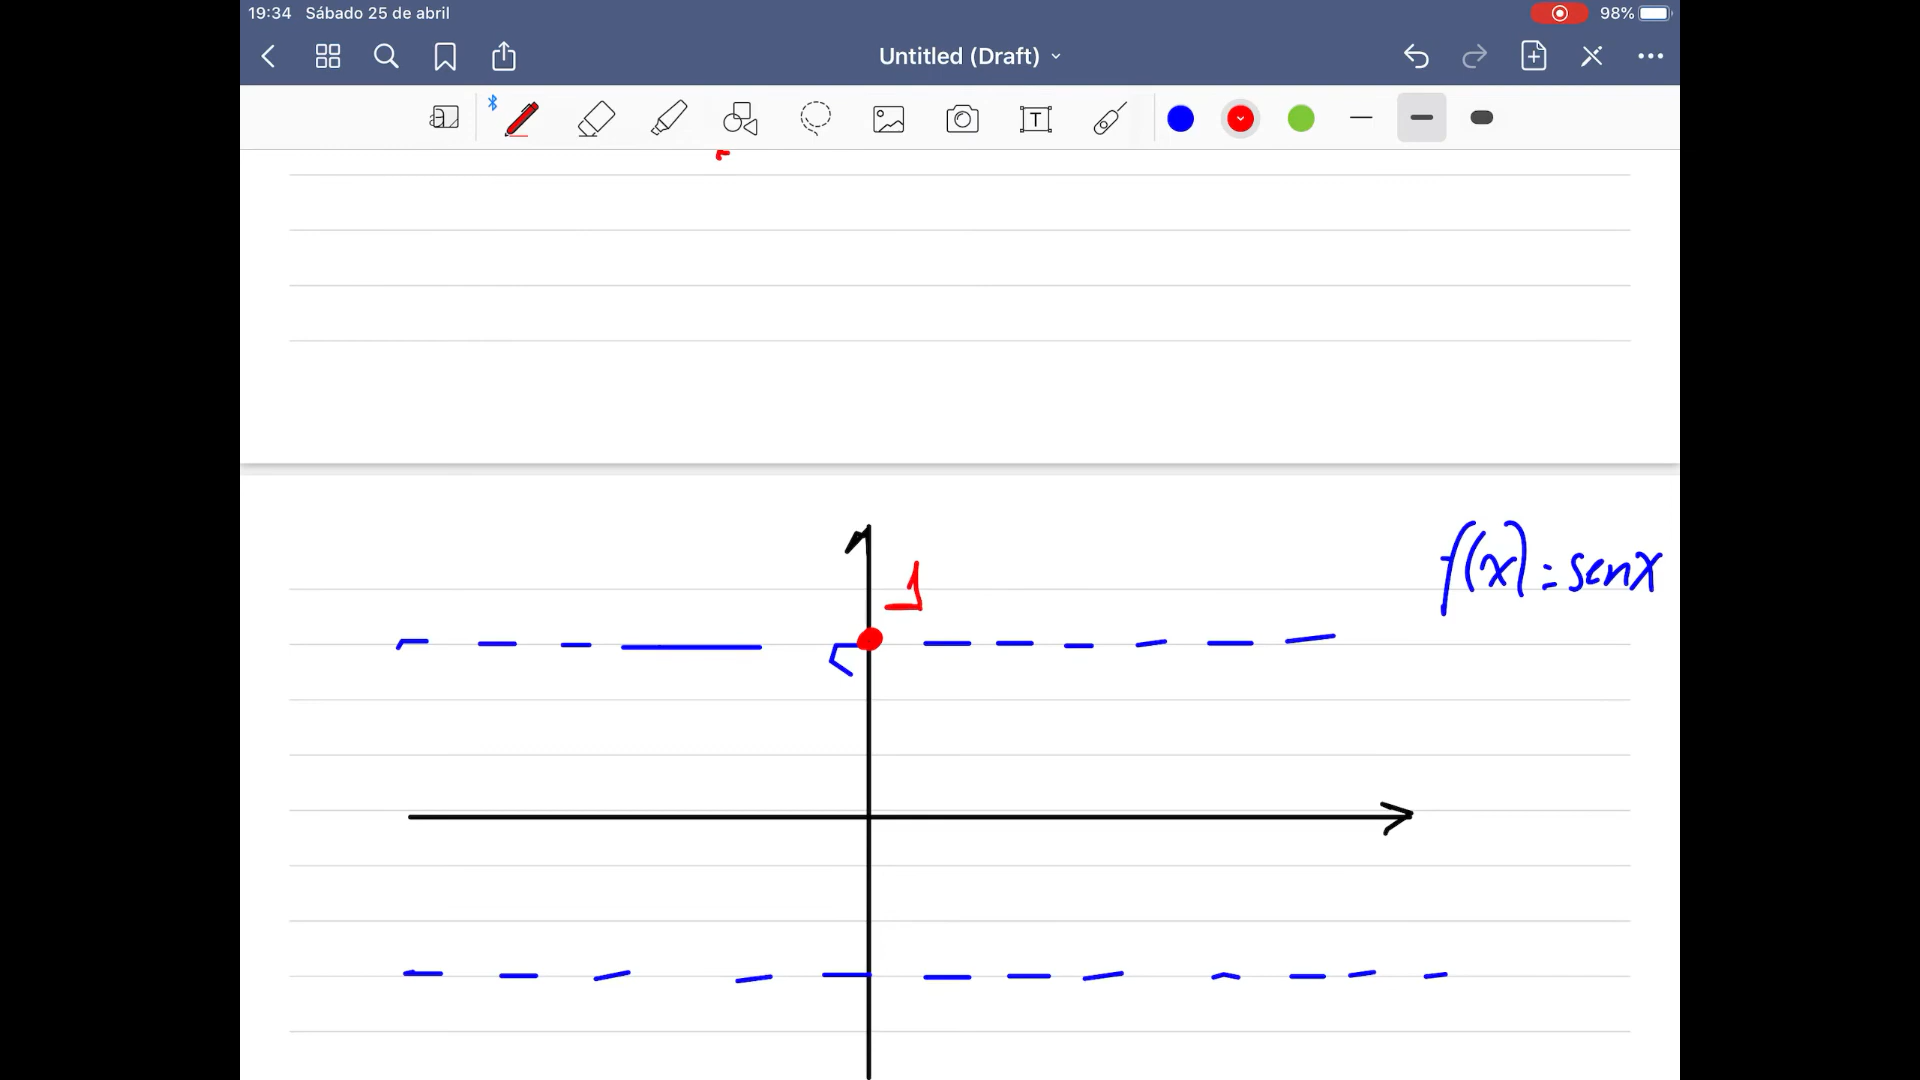 19:34 Sábado 25 de abril
98%
Untitled (Draft)
T
1
f(x)=senx